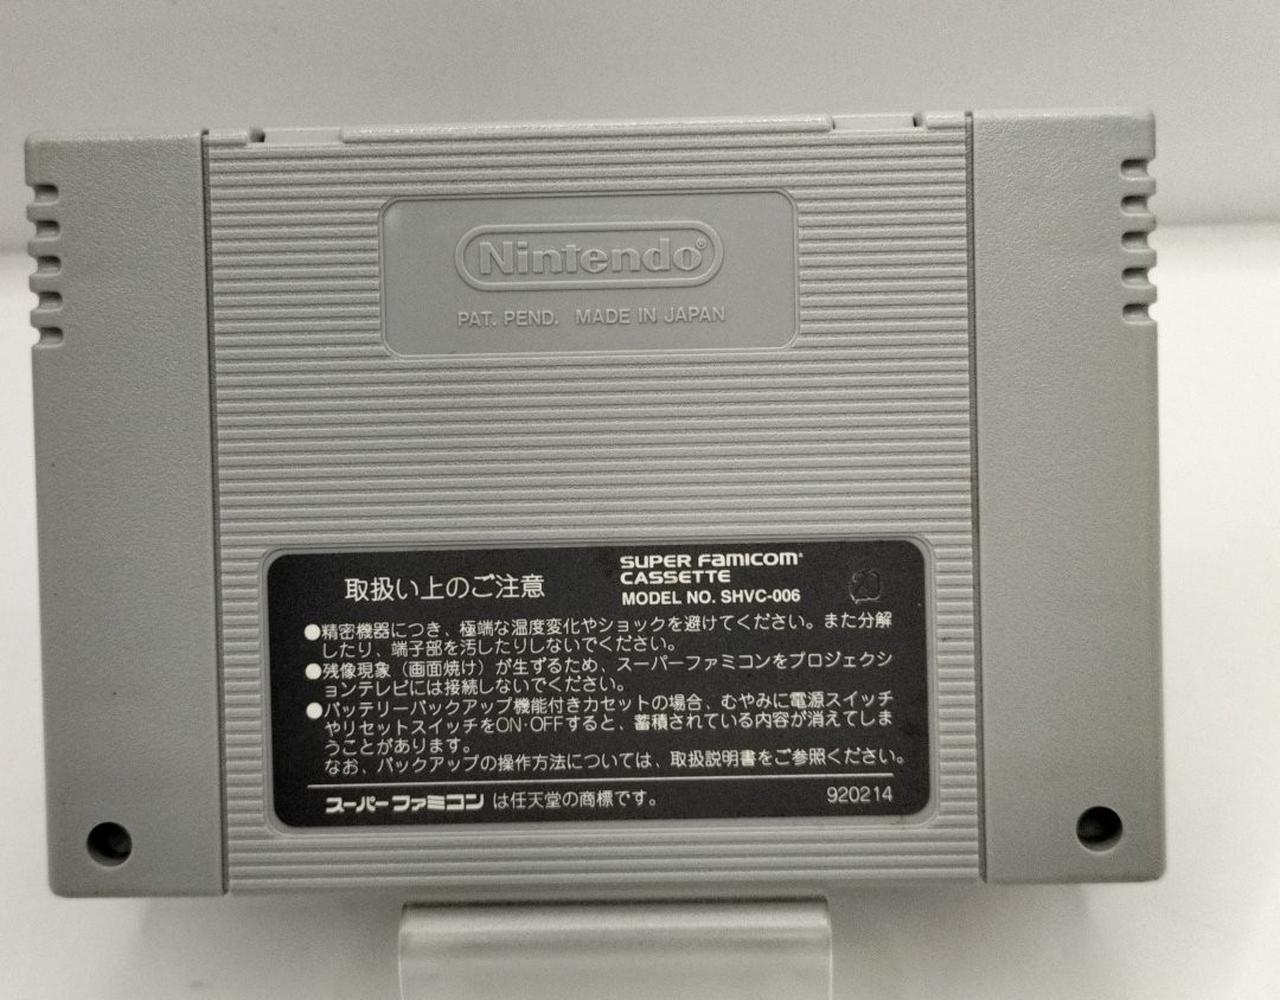 Nintendo®
PAT. PEND. MADE IN JAPAN
取扱い上のご注意
SUPER FAMICOM
CASSETTE
MODEL NO. SHVC-006
20
●精密機器につき、極端な温度変化やショックを避けてください。また分解
したり、端子部を汚したりしないでください。
●残像現象（画面焼け）が生ずるため、スーパーファミコンをプロジェクシ
ョンテレビには接続しないでください。
●バッテリーバックアップ機能付きカセットの場合、むやみに電源スイッチ
やリセットスイッチをON·OFFすると、蓄積されている内容が消えてしま
うことがあります。
なお、バックアップの操作方法については、取扱説明書をご参照ください。
スーパーファミコン は任天堂の商標です。
920214